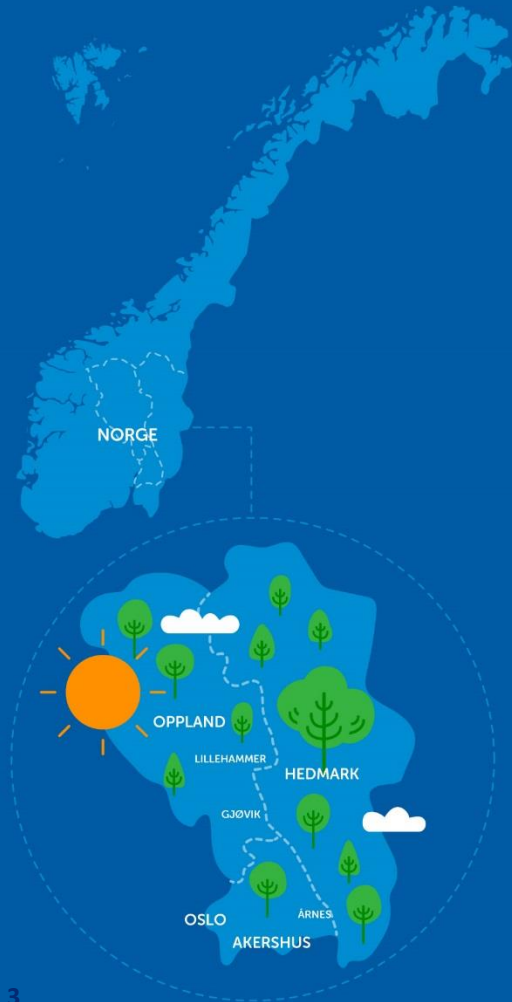 NORGE
OPPLAND
LILLEHAMMER
HEDMARK
GJØVIK
OSLO
ÅRNES
AKERSHUS
3